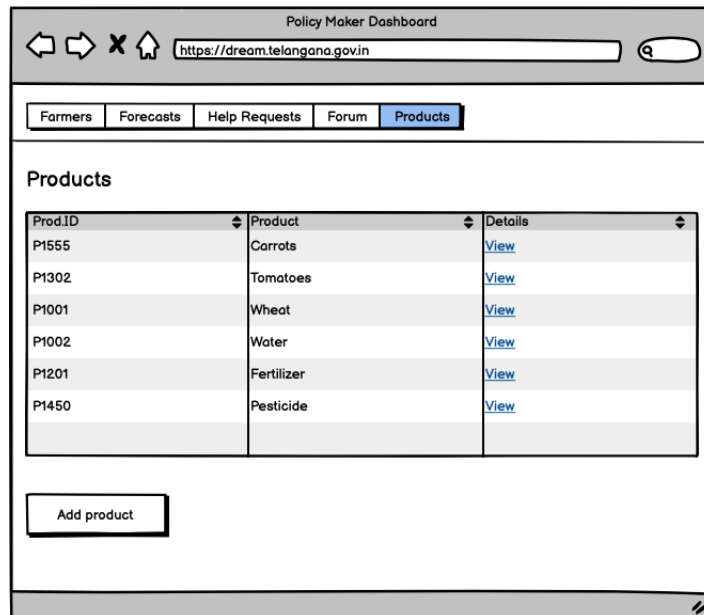 Policy Maker Dashboard
https://dream.telangana.gov.in
Farmers Forecasts Help Requests Forum Products
Products
Prod.ID Product Details
P1555 Carrots View
P1302 Tomatoes View
P1001 Wheat View
P1002 Water View
P1201 Fertilizer View
P1450 Pesticide View
Add product